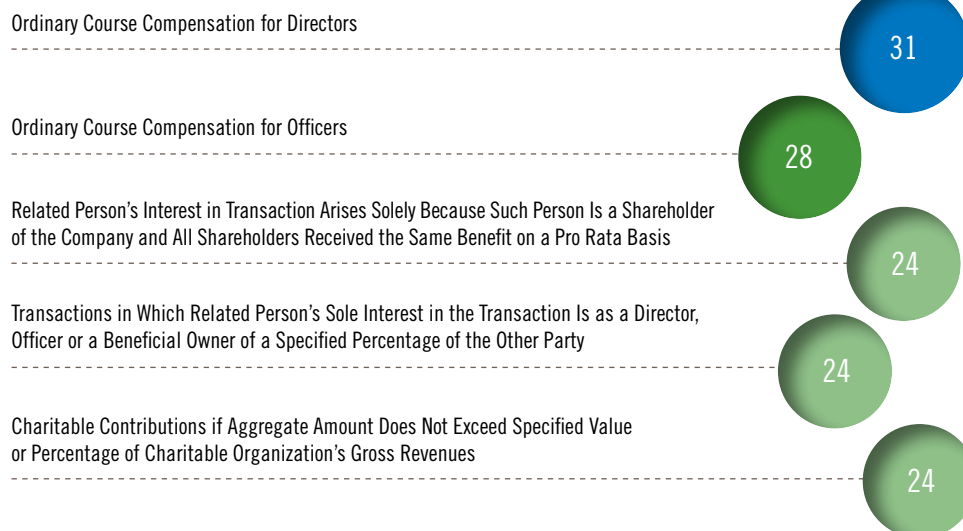 Ordinary Course Compensation for Directors
31
Ordinary Course Compensation for Officers
28
Related Person’s Interest in Transaction Arises Solely Because Such Person Is a Shareholder
of the Company and All Shareholders Received the Same Benefit on a Pro Rata Basis
24
Transactions in Which Related Person’s Sole Interest in the Transaction Is as a Director,
Officer or a Beneficial Owner of a Specified Percentage of the Other Party
24
Charitable Contributions if Aggregate Amount Does Not Exceed Specified Value
or Percentage of Charitable Organization’s Gross Revenues
24